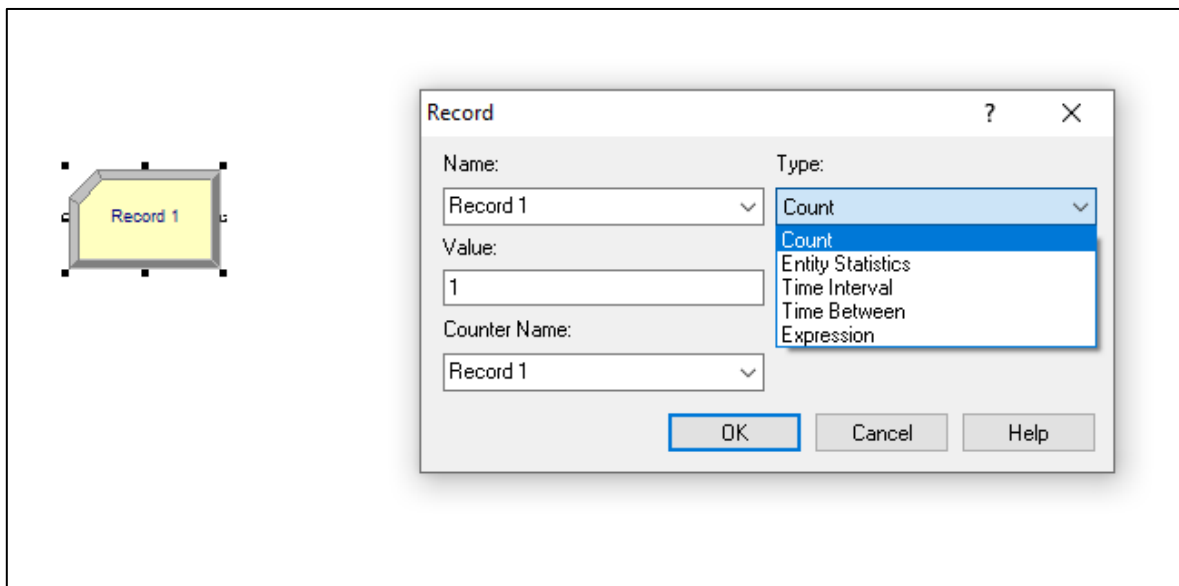 Record 1
Record
?
Name:
Type:
Record 1
Count
Value:
Count
Entity Statistics
1
Time Interval
Time Between
Counter Name:
Expression
Record 1
OK
Cancel
Help